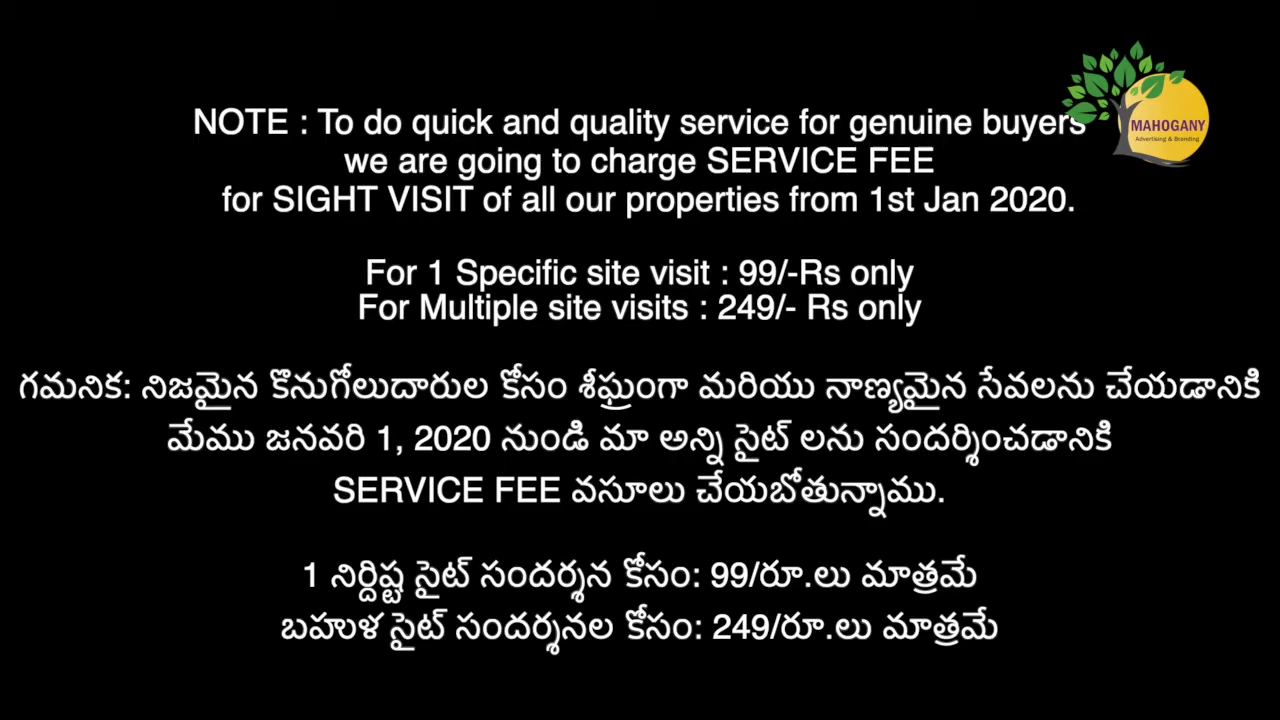 MAHOGANY
Advertising & Branding
NOTE : To do quick and quality service for genuine buyers
we are going to charge SERVICE FEE
for SIGHT VISIT of all our properties from 1st Jan 2020.
For 1 Specific site visit : 99/-Rs only
For Multiple site visits : 249/- Rs only
గమనిక: నిజమైన కొనుగోలుదారుల కోసం శీఘ్రంగా మరియు నాణ్యమైన సేవలను చేయడానికి
మేము జనవరి 1, 2020 నుండి మా అన్ని సైట్ లను సందర్శించడానికి
SERVICE FEE వసూలు చేయబోతున్నాము.
1 నిర్దిష్ట సైట్ సందర్శన కోసం: 99/రూ.లు మాత్రమే
బహుళ సైట్ సందర్శనల కోసం: 249/రూ.లు మాత్రమే